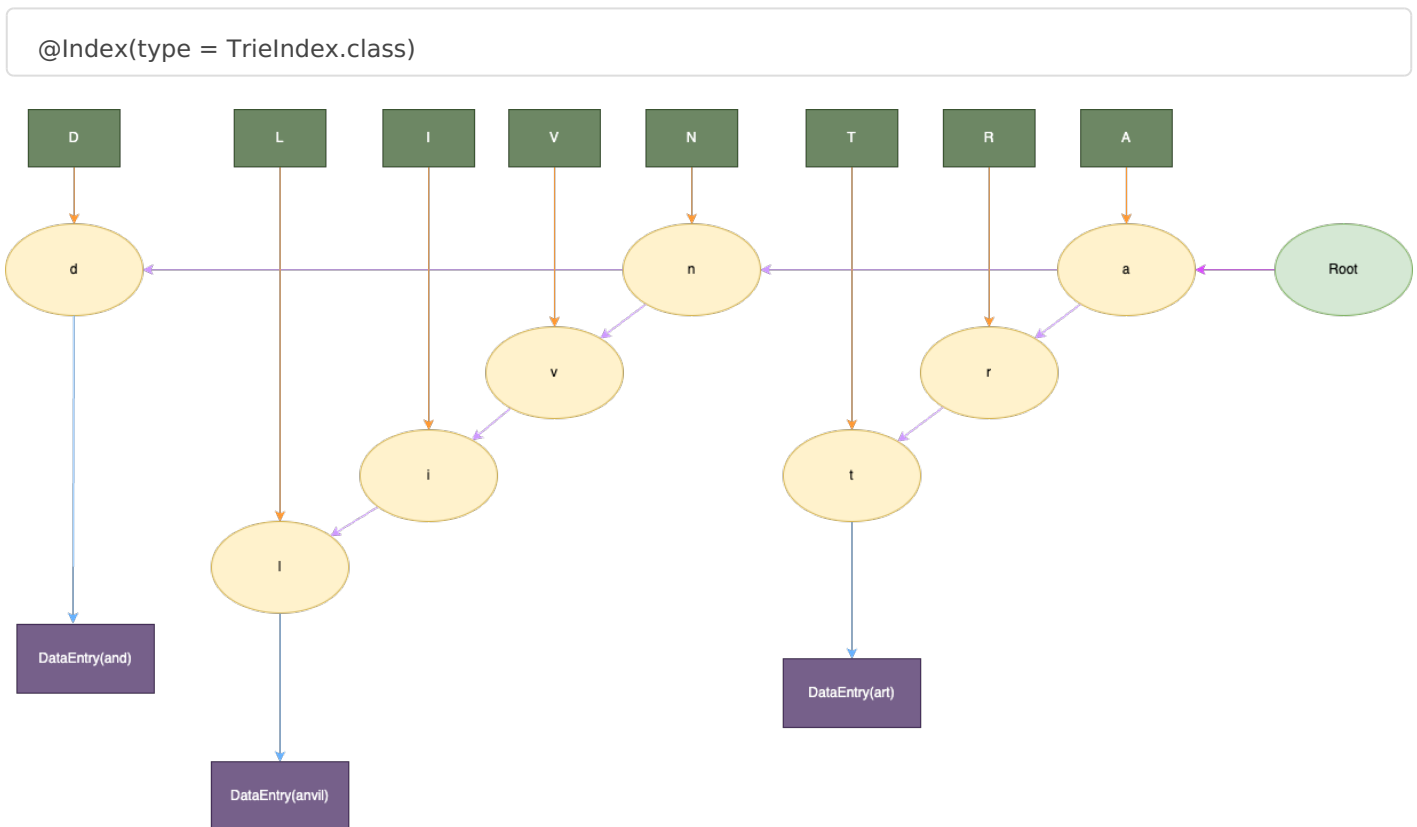 @Index(type = TrieIndex.class)
D L I V N T R A
d n a Root
v r
i t
l
DataEntry(and)
DataEntry(art)
DataEntry(anvil)